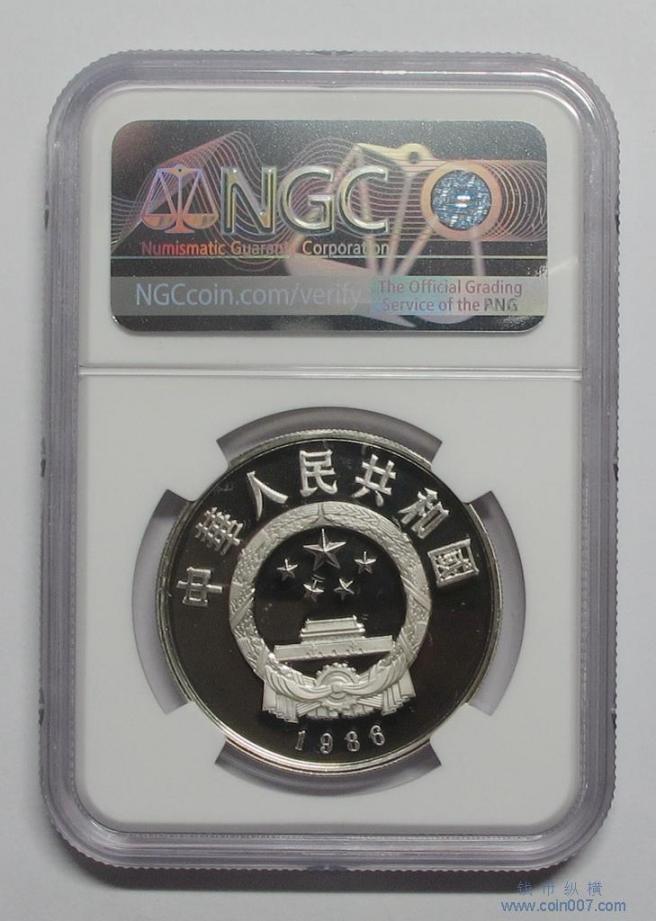 NGC
Numismatic Guaranty Corporation
NGCcoin.com/verify
The Official Grading
Service of the PNG
中華人民共和國
1986
钱币纵横
www.coin007.com